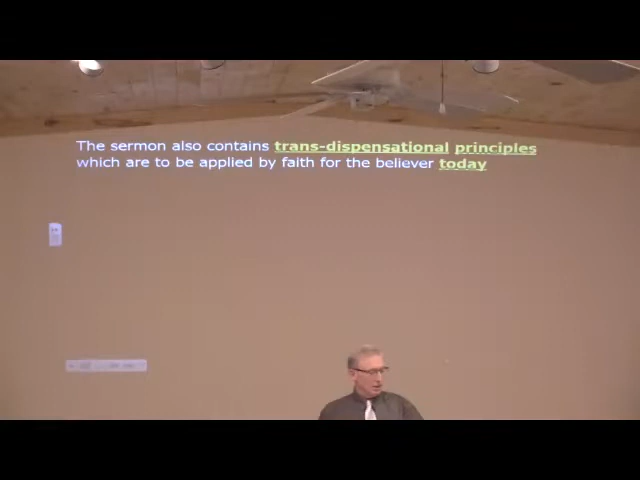 The sermon also contains trans-dispensational principles
which are to be applied by faith for the believer today